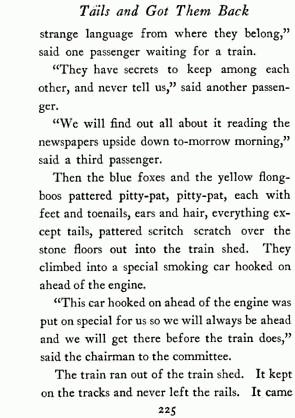 Tails and Got Them Back
strange language from where they belong,"
said one passenger waiting for a train.
"They have secrets to keep among each
other, and never tell us," said another passen-
ger.
"We will find out all about it reading the
newspapers upside down to-morrow morning,"
said a third passenger.
Then the blue foxes and the yellow flong-
boos pattered pitty-pat, pitty-pat, each with
feet and toenails, ears and hair, everything ex-
cept tails, pattered scritch scratch over the
stone floors out into the train shed. They
climbed into a special smoking car hooked on
ahead of the engine.
"This car hooked on ahead of the engine was
put on special for us so we will always be ahead
and we will get there before the train does,"
said the chairman to the committee.
The train ran out of the train shed. It kept
on the tracks and never left the rails. It came
225